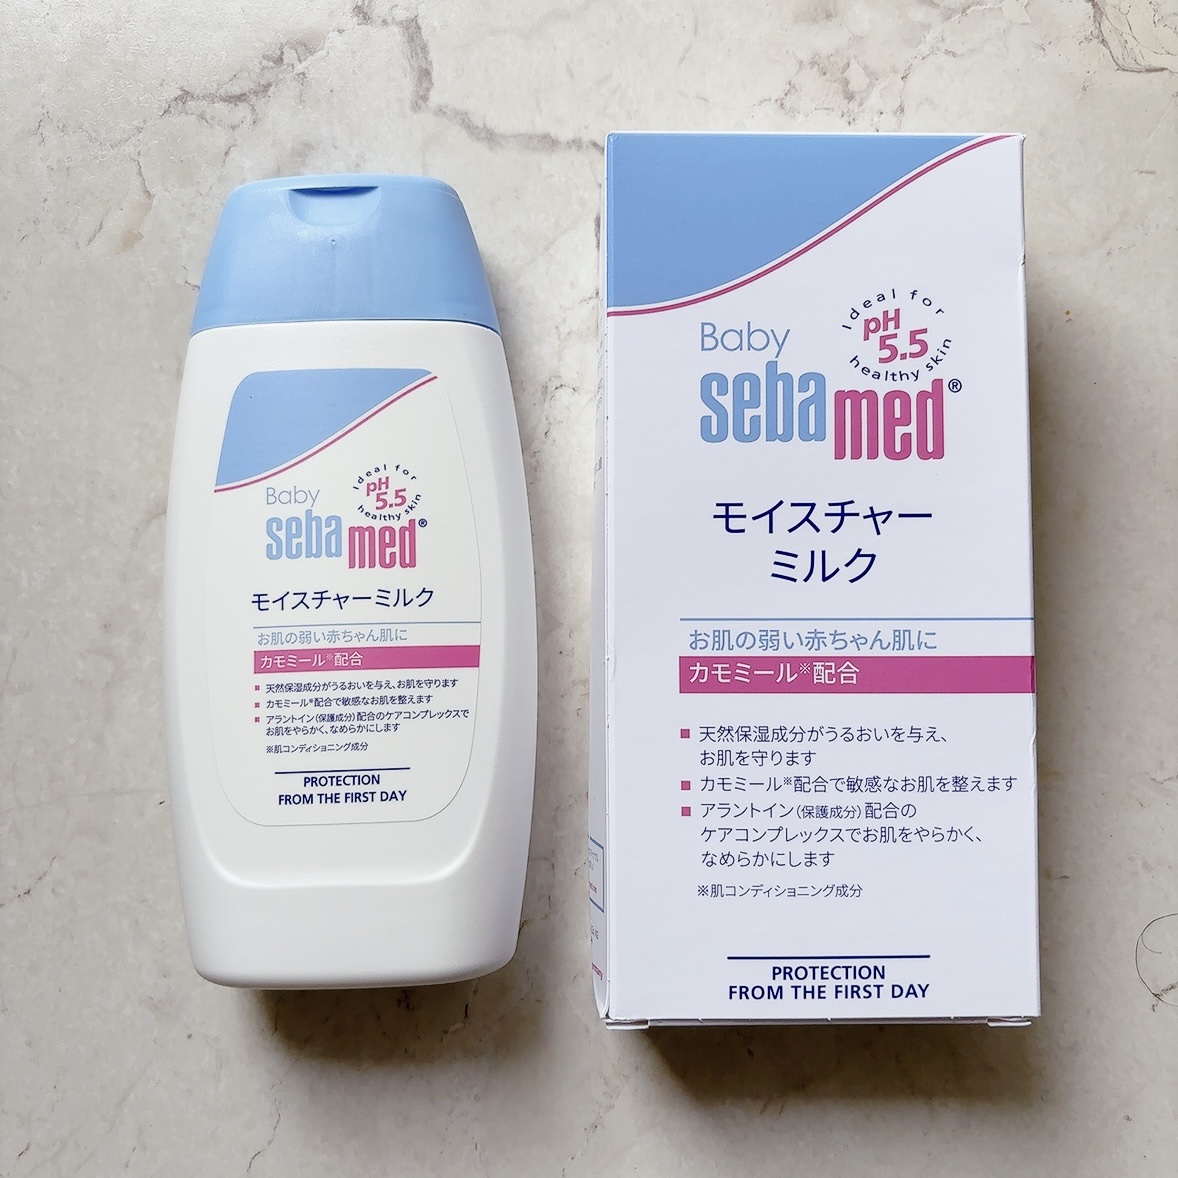 Baby
sebamed®
Ideal for
pH
5.5
healthy skin
モイスチャーミルク
お肌の弱い赤ちゃん肌に
カモミール※配合
天然保湿成分がうるおいを与え、お肌を守ります
カモミール※配合で敏感なお肌を整えます
アラントイン(保護成分)配合のケアコンプレックスで
お肌をやらかく、なめらかにします
※肌コンディショニング成分
PROTECTION
FROM THE FIRST DAY
Baby
sebamed®
Ideal for
pH
5.5
healthy skin
モイスチャー
ミルク
お肌の弱い赤ちゃん肌に
カモミール※配合
天然保湿成分がうるおいを与え、
お肌を守ります
カモミール※配合で敏感なお肌を整えます
アラントイン(保護成分)配合の
ケアコンプレックスでお肌をやらかく、
なめらかにします
※肌コンディショニング成分
PROTECTION
FROM THE FIRST DAY